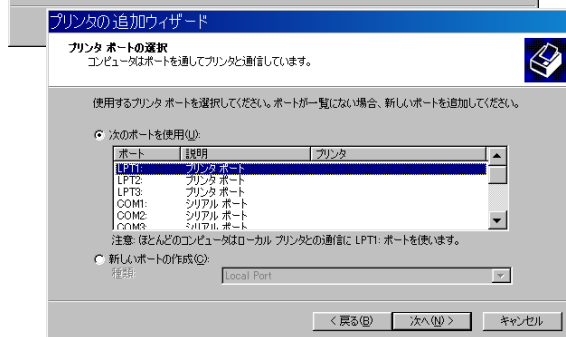 プリンタの追加ウィザード
プリンタ ポートの選択
コンピュータはポートを通してプリンタと通信しています。
使用するプリンタ ポートを選択してください。ポートが一覧にない場合、新しいポートを追加してください。
次のポートを使用(U):
ポート 説明 プリンタ
LPT1: プリンタ ポート
LPT2: プリンタ ポート
LPT3: プリンタ ポート
COM1: シリアル ポート
COM2: シリアル ポート
COM3: シリアル ポート
注意: ほとんどのコンピュータはローカル プリンタとの通信に LPT1: ポートを使います。
新しいポートの作成(C):
種類: Local Port
< 戻る(B) 次へ(N) > キャンセル